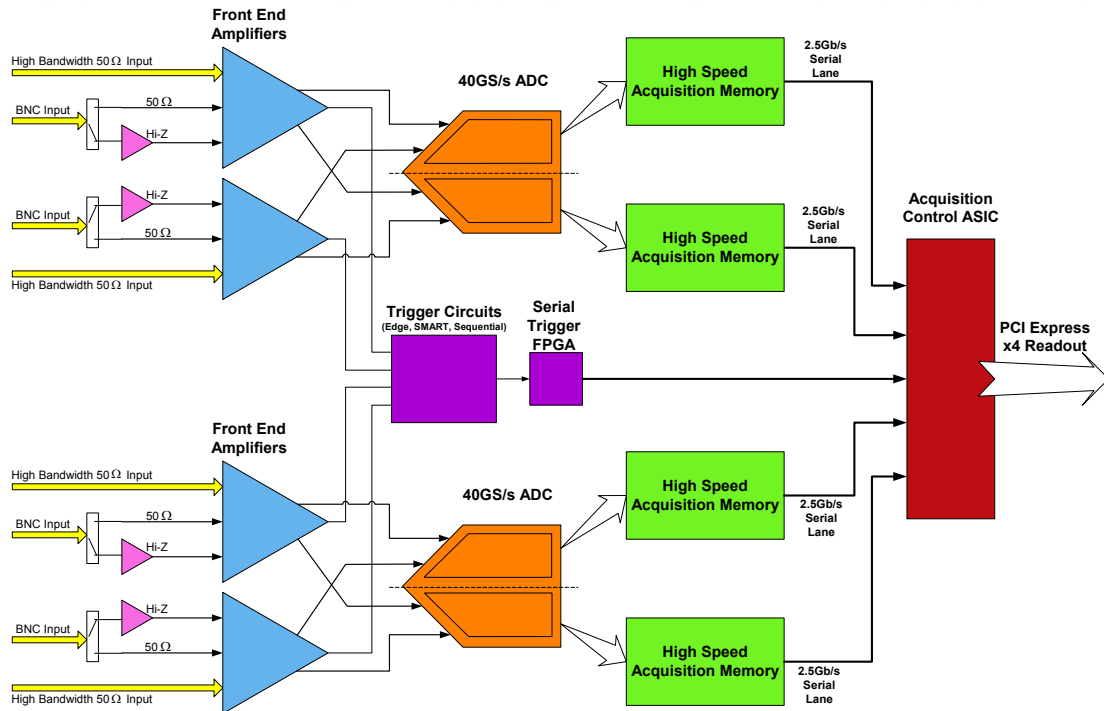 Front End
Amplifiers
High Bandwidth 50Ω Input
BNC Input
50 Ω
Hi-Z
Hi-Z
BNC Input
50 Ω
High Bandwidth 50Ω Input
40GS/s ADC
High Speed
Acquisition Memory
2.5Gb/s
Serial
Lane
High Speed
Acquisition Memory
2.5Gb/s
Serial
Lane
Acquisition
Control ASIC
Trigger Circuits
(Edge, SMART, Sequential)
Serial
Trigger
FPGA
PCI Express
x4 Readout
Front End
Amplifiers
High Bandwidth 50Ω Input
BNC Input
50 Ω
Hi-Z
Hi-Z
BNC Input
50 Ω
High Bandwidth 50Ω Input
40GS/s ADC
High Speed
Acquisition Memory
2.5Gb/s
Serial
Lane
High Speed
Acquisition Memory
2.5Gb/s
Serial
Lane